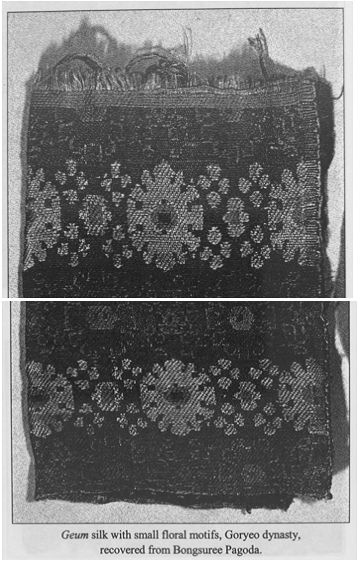 Geum silk with small floral motifs, Goryeo dynasty,
recovered from Bongsuree Pagoda.